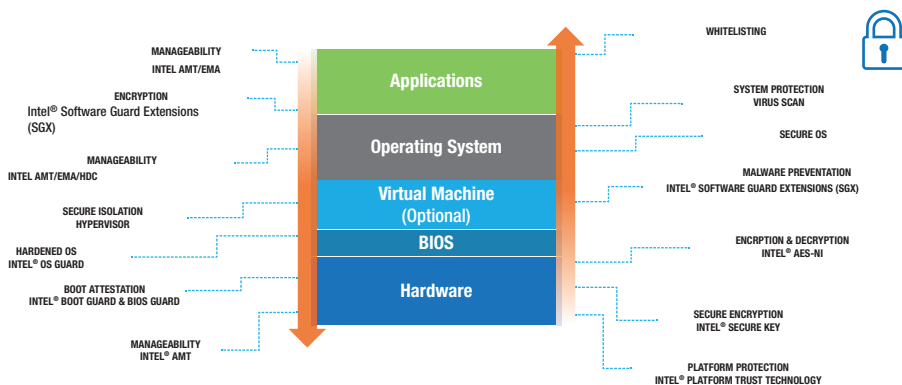 MANAGEABILITY
INTEL AMT/EMA
ENCRYPTION
Intel® Software Guard Extensions
(SGX)
MANAGEABILITY
INTEL AMT/EMA/HDC
SECURE ISOLATION
HYPERVISOR
HARDENED OS
INTEL® OS GUARD
BOOT ATTESTATION
INTEL® BOOT GUARD & BIOS GUARD
MANAGEABILITY
INTEL® AMT
Applications
Operating System
Virtual Machine
(Optional)
BIOS
Hardware
WHITELISTING
SYSTEM PROTECTION
VIRUS SCAN
SECURE OS
MALWARE PREVENTATION
INTEL® SOFTWARE GUARD EXTENSIONS (SGX)
ENCRPTION & DECRYPTION
INTEL® AES-NI
SECURE ENCRYPTION
INTEL® SECURE KEY
PLATFORM PROTECTION
INTEL® PLATFORM TRUST TECHNOLOGY